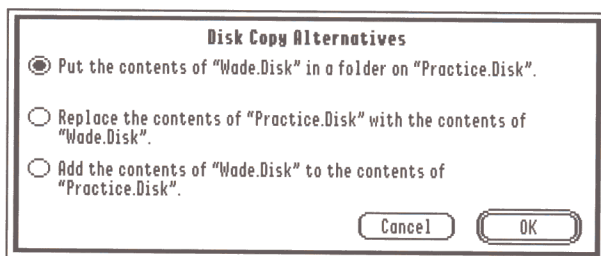 Disk Copy Alternatives
Put the contents of “Wade.Disk” in a folder on “Practice.Disk”.
Replace the contents of “Practice.Disk” with the contents of
“Wade.Disk”.
Add the contents of “Wade.Disk” to the contents of
“Practice.Disk”.
Cancel OK